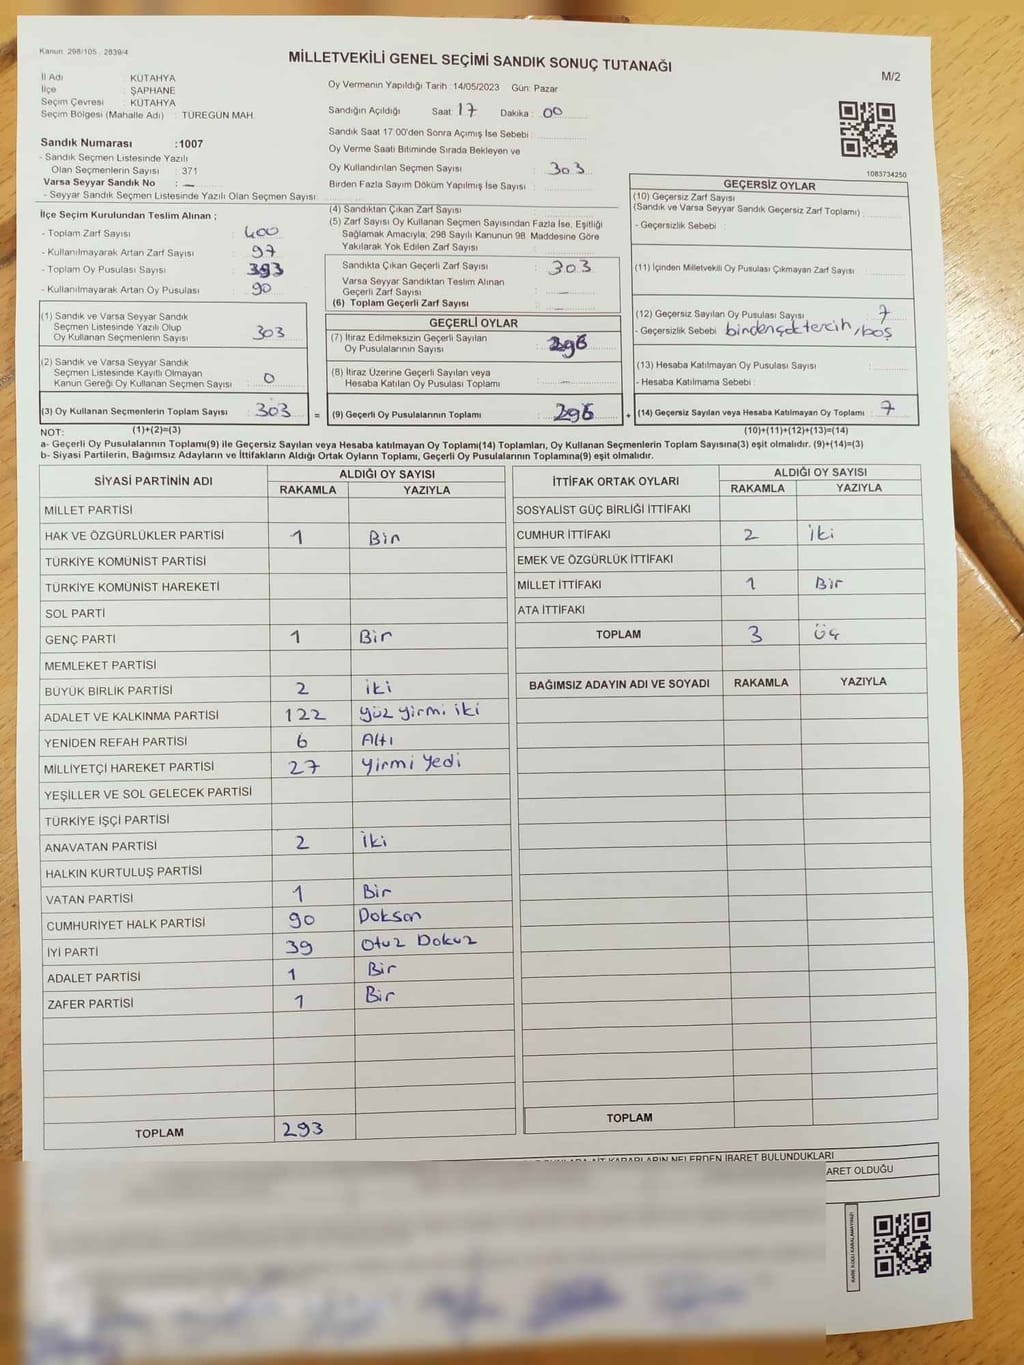 Kanun: 298/105 , 2839/4
MİLLETVEKİLİ GENEL SEÇİMİ SANDIK SONUÇ TUTANAĞI
M/2
İl Adı : KÜTAHYA
İlçe : ŞAPHANE
Seçim Çevresi : KÜTAHYA
Seçim Bölgesi (Mahalle Adı) : TÜREGÜN MAH.
Sandık Numarası :1007
- Sandık Seçmen Listesinde Yazılı
Olan Seçmenlerin Sayısı : 371
Varsa Seyyar Sandık No : —
- Seyyar Sandık Seçmen Listesinde Yazılı Olan Seçmen Sayısı:
Oy Vermenin Yapıldığı Tarih : 14/05/2023 Gün: Pazar
Sandığın Açıldığı Saat: 17 Dakika : 00
Sandık Saat 17.00'den Sonra Açımış İse Sebebi :
Oy Verme Saati Bitiminde Sırada Bekleyen ve
Oy Kullandırılan Seçmen Sayısı : 303
Birden Fazla Sayım Döküm Yapılmış İse Sayısı :
1083734250
İlçe Seçim Kurulundan Teslim Alınan ;
- Toplam Zarf Sayısı : 400
- Kullanılmayarak Artan Zarf Sayısı : 97
- Toplam Oy Pusulası Sayısı : 393
- Kullanılmayarak Artan Oy Pusulası : 90
(1) Sandık ve Varsa Seyyar Sandık
Seçmen Listesinde Yazılı Olup
Oy Kullanan Seçmenlerin Sayısı : 303
(2) Sandık ve Varsa Seyyar Sandık
Seçmen Listesinde Kayıtlı Olmayan
Kanun Gereği Oy Kullanan Seçmen Sayısı : 0
(3) Oy Kullanan Seçmenlerin Toplam Sayısı : 303
(1)+(2)=(3)
(4) Sandıktan Çıkan Zarf Sayısı :
(5) Zarf Sayısı Oy Kullanan Seçmen Sayısından Fazla İse, Eşitliği
Sağlamak Amacıyla; 298 Sayılı Kanunun 98. Maddesine Göre
Yakılarak Yok Edilen Zarf Sayısı :
Sandıkta Çıkan Geçerli Zarf Sayısı : 303
Varsa Seyyar Sandıktan Teslim Alınan
Geçerli Zarf Sayısı : —
(6) Toplam Geçerli Zarf Sayısı :
GEÇERLİ OYLAR
(7) İtiraz Edilmeksizin Geçerli Sayılan
Oy Pusulalarının Sayısı : 296
(8) İtiraz Üzerine Geçerli Sayılan veya
Hesaba Katılan Oy Pusulası Toplamı : —
= (9) Geçerli Oy Pusulalarının Toplamı : 296
GEÇERSİZ OYLAR
(10) Geçersiz Zarf Sayısı
(Sandık ve Varsa Seyyar Sandık Geçersiz Zarf Toplamı) :
- Geçersizlik Sebebi :
(11) İçinden Milletvekili Oy Pusulası Çıkmayan Zarf Sayısı :
(12) Geçersiz Sayılan Oy Pusulası Sayısı : 7
- Geçersizlik Sebebi : birden çok tercih, boş
(13) Hesaba Katılmayan Oy Pusulası Sayısı :
- Hesaba Katılmama Sebebi :
+ (14) Geçersiz Sayılan veya Hesaba Katılmayan Oy Toplamı : 7
(10)+(11)+(12)+(13)=(14)
NOT:
a- Geçerli Oy Pusulalarının Toplamı(9) ile Geçersiz Sayılan veya Hesaba katılmayan Oy Toplamı(14) Toplamları, Oy Kullanan Seçmenlerin Toplam Sayısına(3) eşit olmalıdır. (9)+(14)=(3)
b- Siyasi Partilerin, Bağımsız Adayların ve İttifakların Aldığı Ortak Oyların Toplamı, Geçerli Oy Pusulalarının Toplamına(9) eşit olmalıdır.
SİYASİ PARTİNİN ADI ALDIĞI OY SAYISI
RAKAMLA YAZIYLA
MİLLET PARTİSİ
HAK VE ÖZGÜRLÜKLER PARTİSİ 1 Bir
TÜRKİYE KOMÜNİST PARTİSİ
TÜRKİYE KOMÜNİST HAREKETİ
SOL PARTİ
GENÇ PARTİ 1 Bir
MEMLEKET PARTİSİ
BÜYÜK BİRLİK PARTİSİ 2 iki
ADALET VE KALKINMA PARTİSİ 122 Yüz yirmi iki
YENİDEN REFAH PARTİSİ 6 Altı
MİLLİYETÇİ HAREKET PARTİSİ 27 Yirmi Yedi
YEŞİLLER VE SOL GELECEK PARTİSİ
TÜRKİYE İŞÇİ PARTİSİ
ANAVATAN PARTİSİ 2 İki
HALKIN KURTULUŞ PARTİSİ
VATAN PARTİSİ 1 Bir
CUMHURİYET HALK PARTİSİ 90 Doksan
İYİ PARTİ 39 Otuz Dokuz
ADALET PARTİSİ 1 Bir
ZAFER PARTİSİ 1 Bir
TOPLAM 293
İTTİFAK ORTAK OYLARI ALDIĞI OY SAYISI
RAKAMLA YAZIYLA
SOSYALİST GÜÇ BİRLİĞİ İTTİFAKI
CUMHUR İTTİFAKI 2 İki
EMEK VE ÖZGÜRLÜK İTTİFAKI
MİLLET İTTİFAKI 1 Bir
ATA İTTİFAKI
TOPLAM 3 Üç
BAĞIMSIZ ADAYIN ADI VE SOYADI RAKAMLA YAZIYLA
TOPLAM
AİT KARARLARIN NELERDEN İBARET BULUNDUKLARI
ARET OLDUĞU
KARE KODU KARALAMAYINIZ!